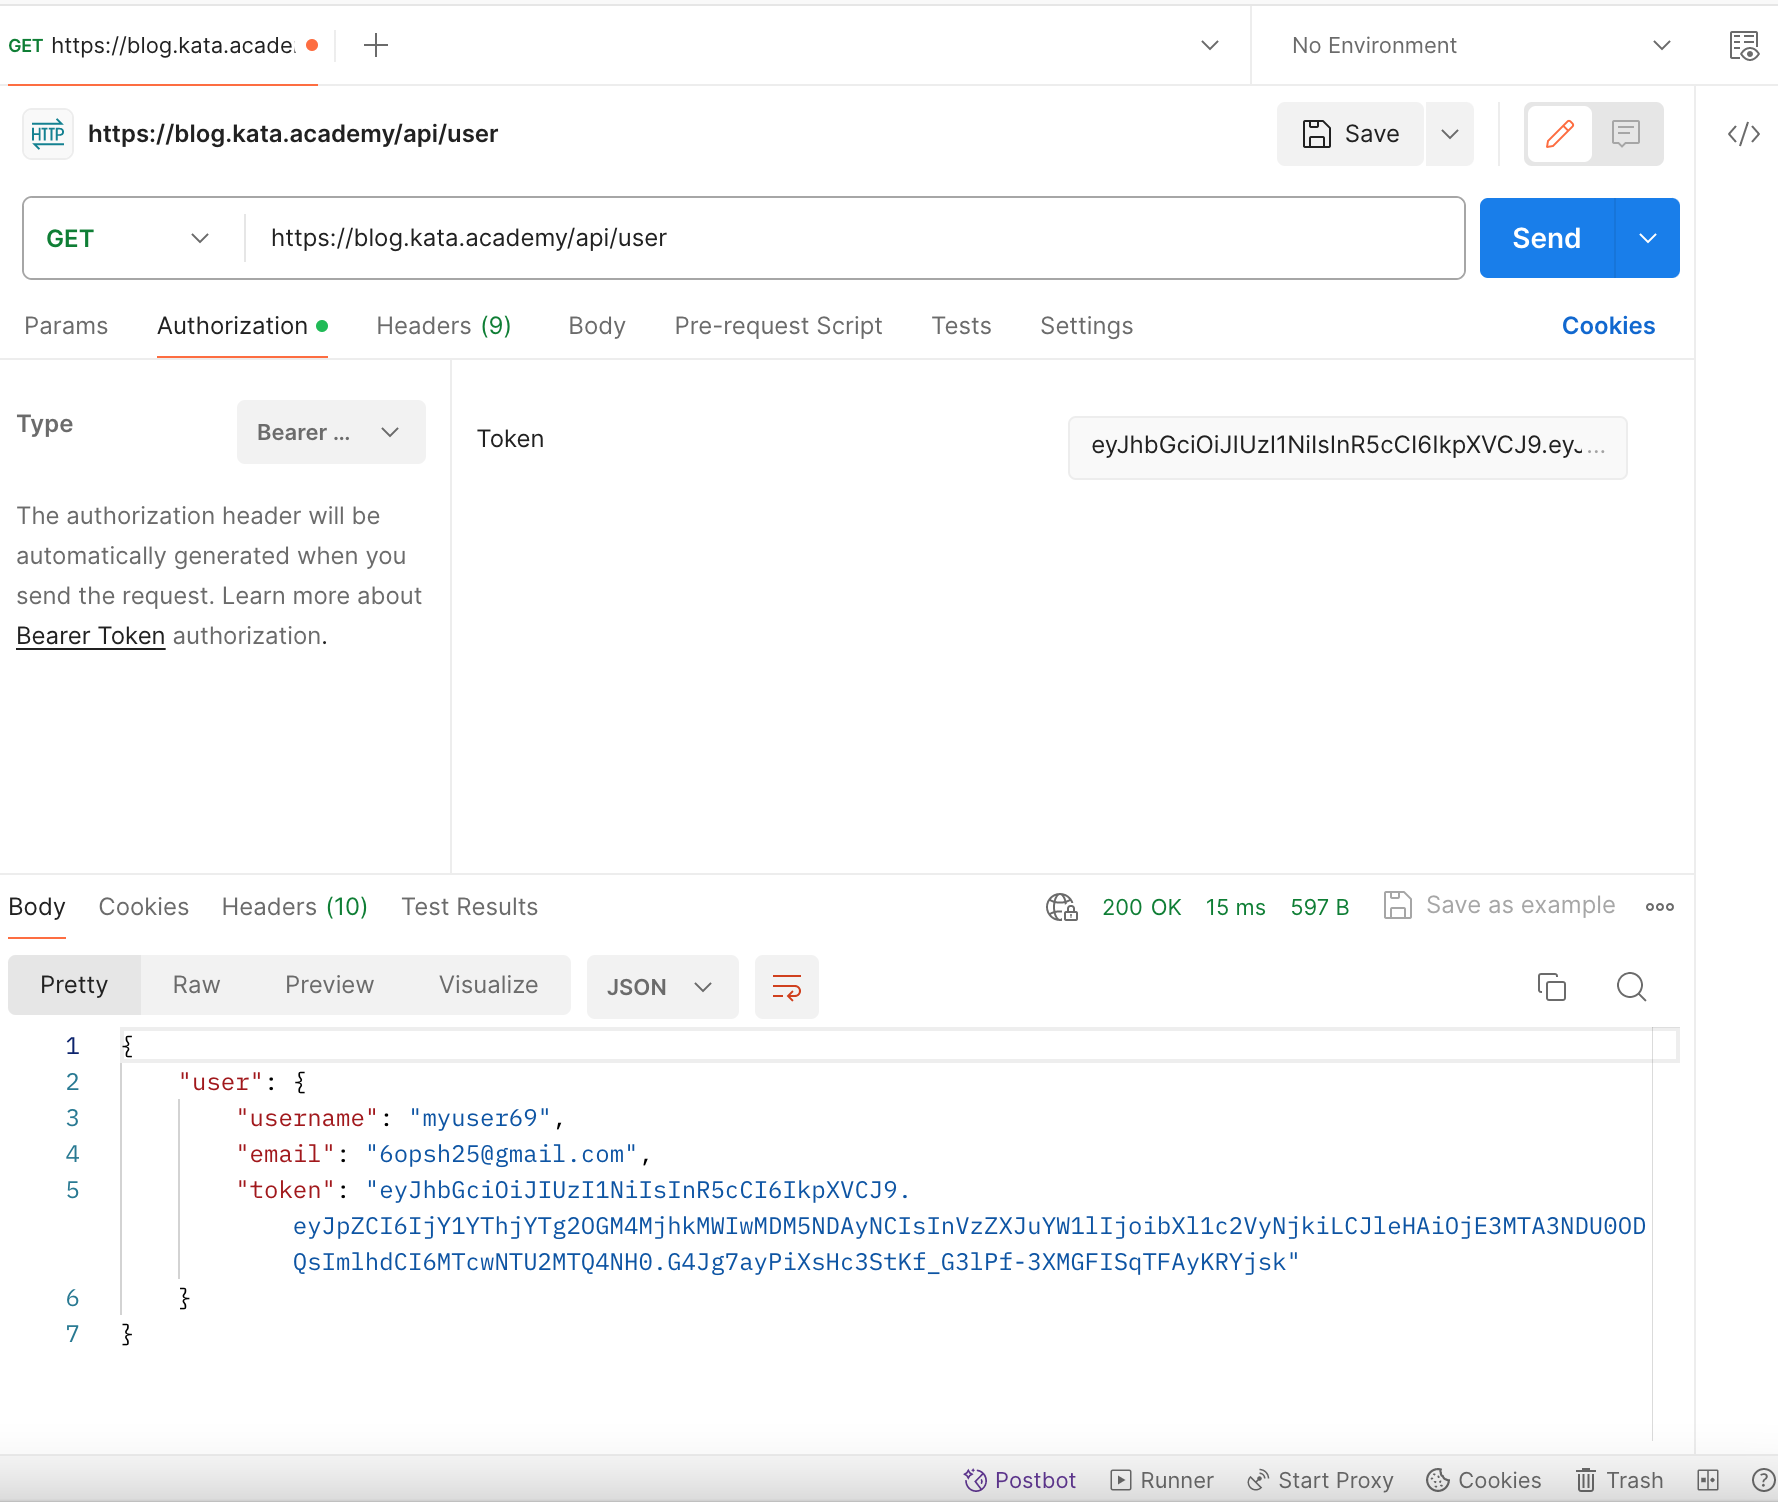 GET https://blog.kata.acade
No Environment
HTTP https://blog.kata.academy/api/user
Save
GET https://blog.kata.academy/api/user
Send
Params Authorization Headers (9) Body Pre-request Script Tests Settings Cookies
Type Bearer ...
Token eyJhbGciOiJIUzI1NiIsInR5cCI6IkpXVCJ9.eyJ...
The authorization header will be
automatically generated when you
send the request. Learn more about
Bearer Token authorization.
Body Cookies Headers (10) Test Results 200 OK 15 ms 597 B Save as example
Pretty Raw Preview Visualize JSON
1 {
2 "user": {
3 "username": "myuser69",
4 "email": "6opsh25@gmail.com",
5 "token": "eyJhbGciOiJIUzI1NiIsInR5cCI6IkpXVCJ9.
eyJpZCI6IjY1YThjYTg2OGM4MjhkMWIwMDM5NDAyNCIsInVzZXJuYW1lIjoibXl1c2VyNjkiLCJleHAiOjE3MTA3NDU0OD
QsImlhdCI6MTcwNTU2MTQ4NH0.G4Jg7ayPiXsHc3StKf_G3lPf-3XMGFISqTFAyKRYjsk"
6 }
7 }
Postbot Runner Start Proxy Cookies Trash